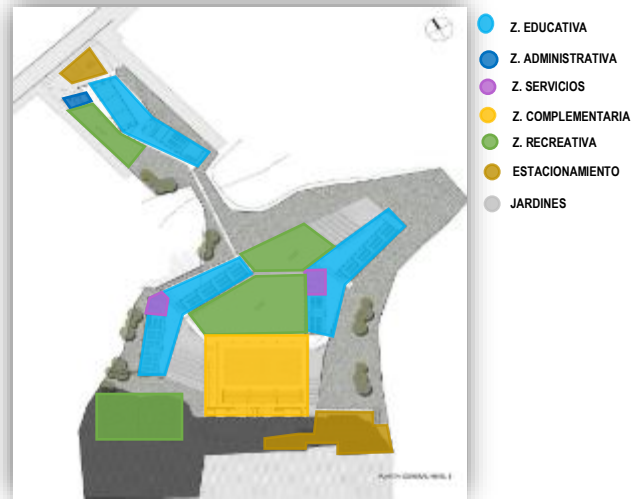 Z. EDUCATIVA
Z. ADMINISTRATIVA
Z. SERVICIOS
Z. COMPLEMENTARIA
Z. RECREATIVA
ESTACIONAMIENTO
JARDINES